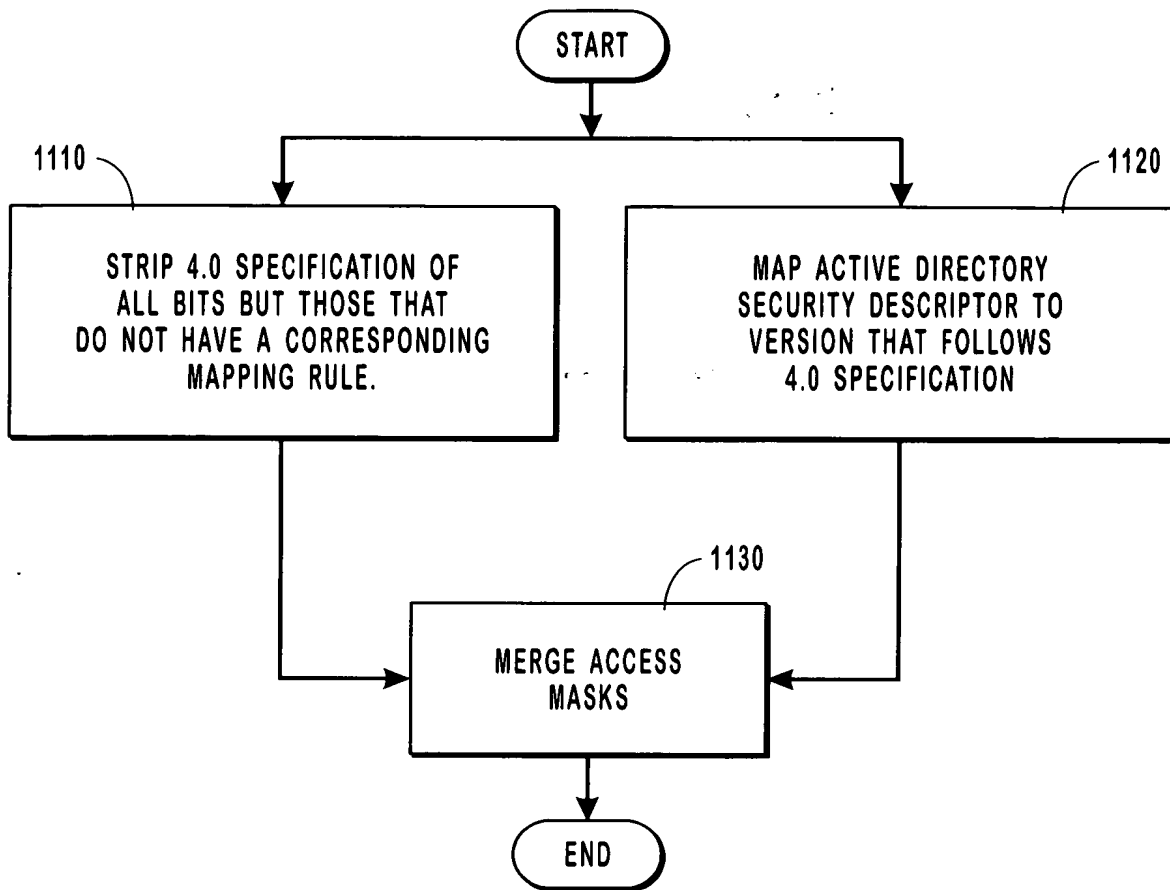 START
1110
STRIP 4.0 SPECIFICATION OF
ALL BITS BUT THOSE THAT
DO NOT HAVE A CORRESPONDING
MAPPING RULE.
1120
MAP ACTIVE DIRECTORY
SECURITY DESCRIPTOR TO
VERSION THAT FOLLOWS
4.0 SPECIFICATION
1130
MERGE ACCESS
MASKS
END